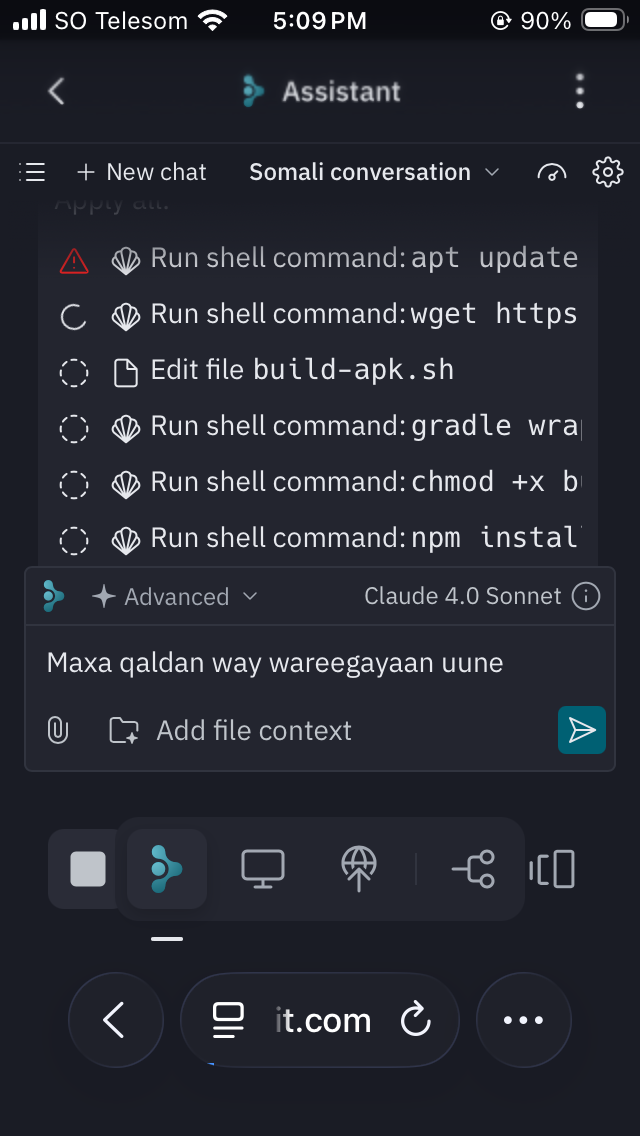 SO Telesom 5:09 PM 90%
Assistant
+ New chat Somali conversation
Apply all.
Run shell command: apt update
Run shell command: wget https
Edit file build-apk.sh
Run shell command: gradle wra
Run shell command: chmod +x b
Run shell command: npm instal
Advanced Claude 4.0 Sonnet
Maxa qaldan way wareegayaan uune
Add file context
it.com